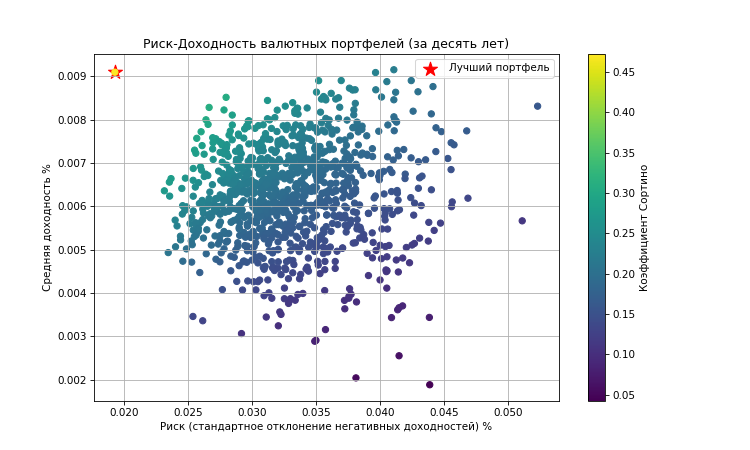 Риск-Доходность валютных портфелей (за десять лет)
Лучший портфель
Средняя доходность %
0.009
0.008
0.007
0.006
0.005
0.004
0.003
0.002
0.020 0.025 0.030 0.035 0.040 0.045 0.050
Риск (стандартное отклонение негативных доходностей) %
0.45
0.40
0.35
0.30
0.25
0.20
0.15
0.10
0.05
Коэффициент Сортино